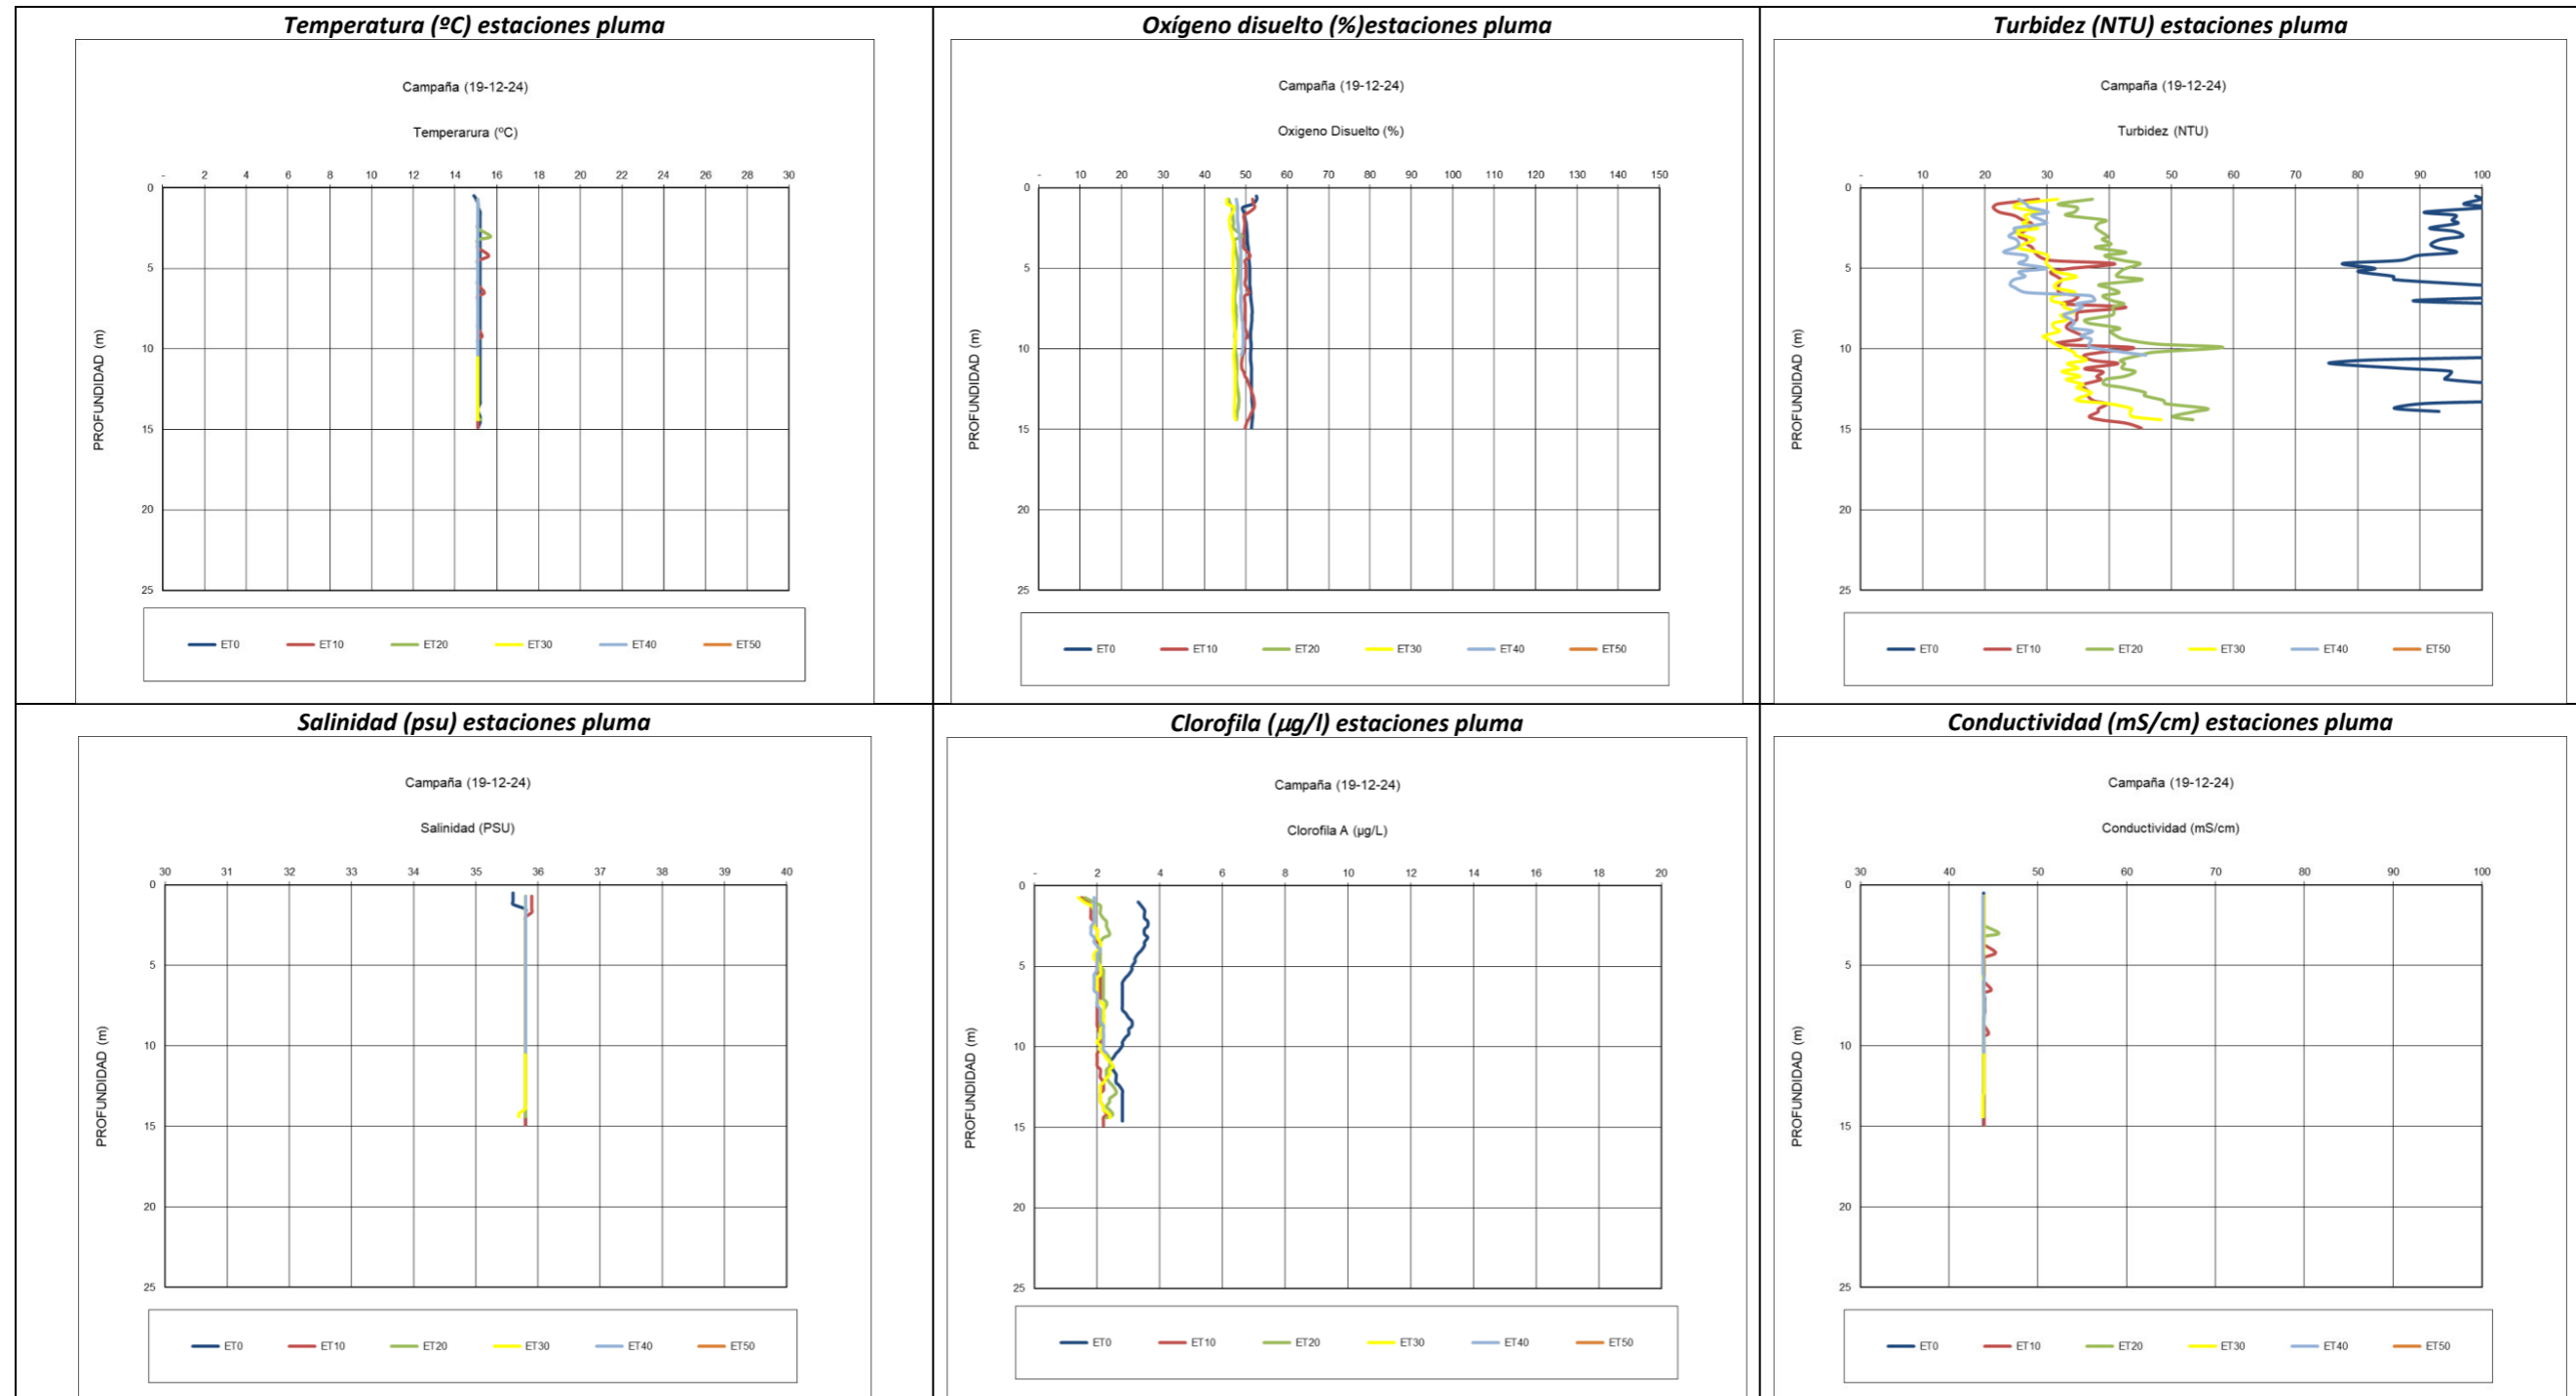 Temperatura (ºC) estaciones pluma
Campaña (19-12-24)
Temperarura (ºC)
- 2 4 6 8 10 12 14 16 18 20 22 24 26 28 30
0
5
10
15
20
25
PROFUNDIDAD (m)
ET0 ET10 ET20 ET30 ET40 ET50
Oxígeno disuelto (%)estaciones pluma
Campaña (19-12-24)
Oxigeno Disuelto (%)
- 10 20 30 40 50 60 70 80 90 100 110 120 130 140 150
0
5
10
15
20
25
PROFUNDIDAD (m)
ET0 ET10 ET20 ET30 ET40 ET50
Turbidez (NTU) estaciones pluma
Campaña (19-12-24)
Turbidez (NTU)
- 10 20 30 40 50 60 70 80 90 100
0
5
10
15
20
25
PROFUNDIDAD (m)
ET0 ET10 ET20 ET30 ET40 ET50
Salinidad (psu) estaciones pluma
Campaña (19-12-24)
Salinidad (PSU)
30 31 32 33 34 35 36 37 38 39 40
0
5
10
15
20
25
PROFUNDIDAD (m)
ET0 ET10 ET20 ET30 ET40 ET50
Clorofila (µg/l) estaciones pluma
Campaña (19-12-24)
Clorofila A (µg/L)
- 2 4 6 8 10 12 14 16 18 20
0
5
10
15
20
25
PROFUNDIDAD (m)
ET0 ET10 ET20 ET30 ET40 ET50
Conductividad (mS/cm) estaciones pluma
Campaña (19-12-24)
Conductividad (mS/cm)
30 40 50 60 70 80 90 100
0
5
10
15
20
25
PROFUNDIDAD (m)
ET0 ET10 ET20 ET30 ET40 ET50